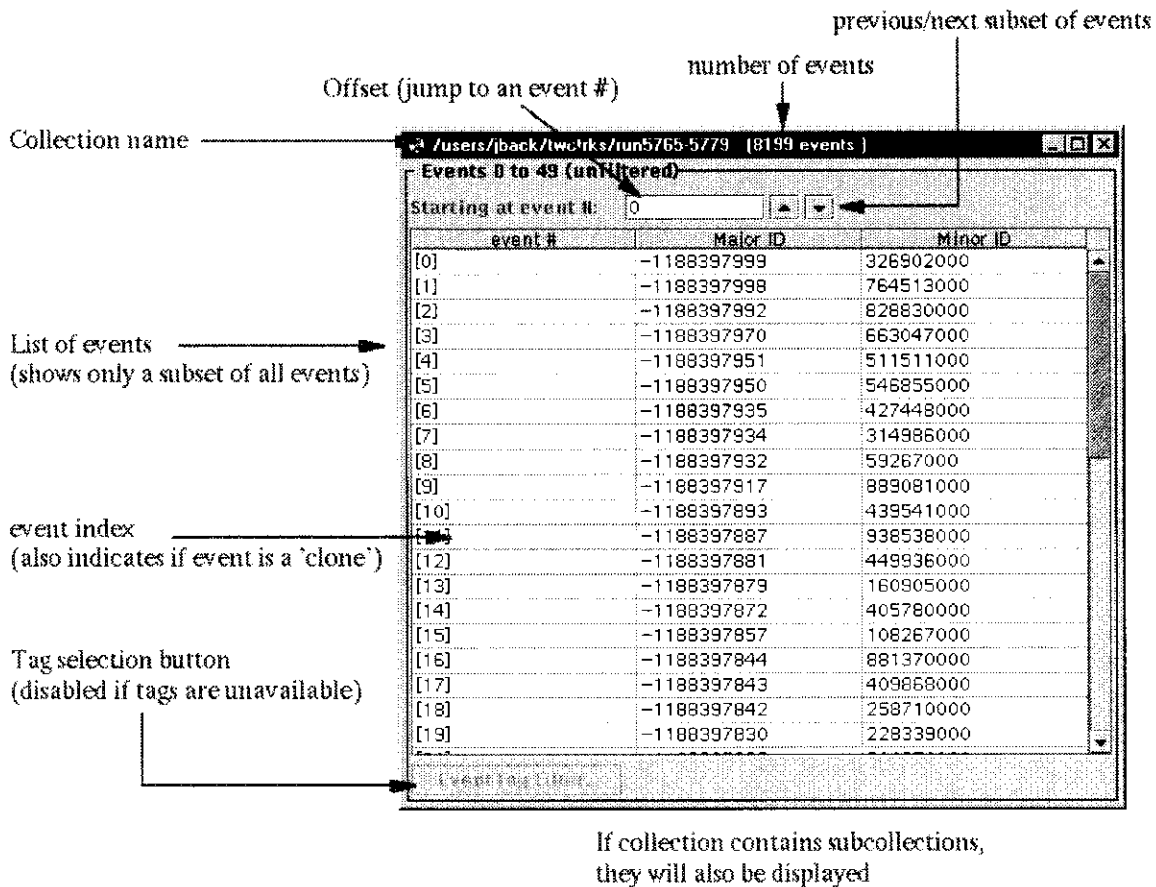 previous/next subset of events
number of events
Offset (jump to an event #)
Collection name
/users/jback/two!rks/run5765-5779 (8199 events )
Events 0 to 49 (unfiltered)
Starting at event #: 0
event # Major ID Minor ID
[0] -1188397999 326902000
[1] -1188397998 764513000
[2] -1188397992 828830000
[3] -1188397970 663047000
[4] -1188397951 511511000
[5] -1188397950 546855000
[6] -1188397935 427448000
[7] -1188397934 314986000
[8] -1188397932 59267000
[9] -1188397917 889081000
[10] -1188397893 439541000
-1188397887 938538000
[12] -1188397881 449936000
[13] -1188397879 160905000
[14] -1188397872 405780000
[15] -1188397857 108267000
[16] -1188397844 881370000
[17] -1188397843 409868000
[18] -1188397842 258710000
[19] -1188397830 228339000
List of events
(shows only a subset of all events)
event index
(also indicates if event is a 'clone')
Tag selection button
(disabled if tags are unavailable)
If collection contains subcollections,
they will also be displayed